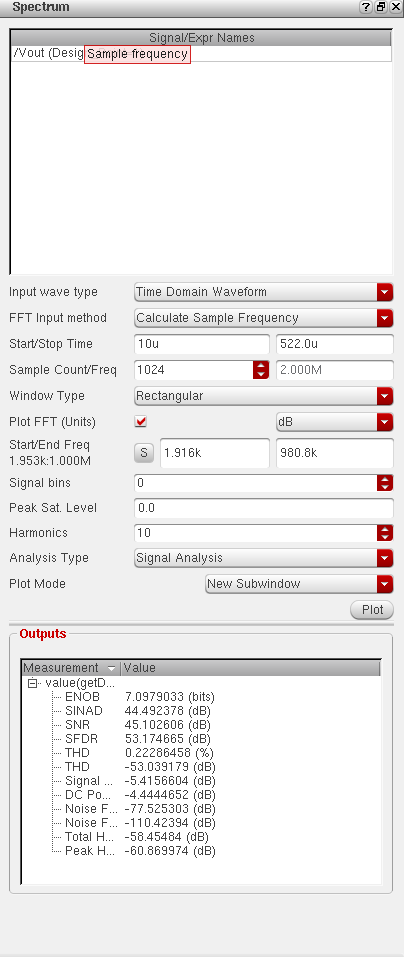 Spectrum
Signal/Expr Names
/Vout (Desig
Sample frequency
Input wave type Time Domain Waveform
FFT Input method Calculate Sample Frequency
Start/Stop Time 10u 522.0u
Sample Count/Freq 1024 2.000M
Window Type Rectangular
Plot FFT (Units) dB
Start/End Freq
1.953k:1.000M S 1.916k 980.8k
Signal bins 0
Peak Sat. Level 0.0
Harmonics 10
Analysis Type Signal Analysis
Plot Mode New Subwindow
Plot
Outputs
Measurement Value
value(getD...
ENOB 7.0979033 (bits)
SINAD 44.492378 (dB)
SNR 45.102606 (dB)
SFDR 53.174665 (dB)
THD 0.22286458 (%)
THD -53.039179 (dB)
Signal ... -5.4156604 (dB)
DC Po... -4.4444652 (dB)
Noise F... -77.525303 (dB)
Noise F... -110.42394 (dB)
Total H... -58.45484 (dB)
Peak H... -60.869974 (dB)